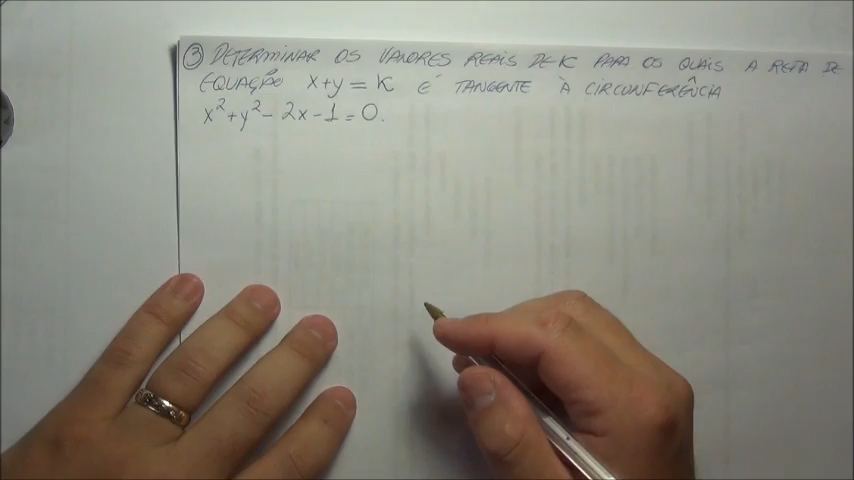 ③ DETERMINAR OS VALORES REAIS DE K PARA OS QUAIS A RETA DE
EQUAÇÃO x+y=K É TANGENTE À CIRCUNFERÊNCIA
x²+y²-2x-1=0.